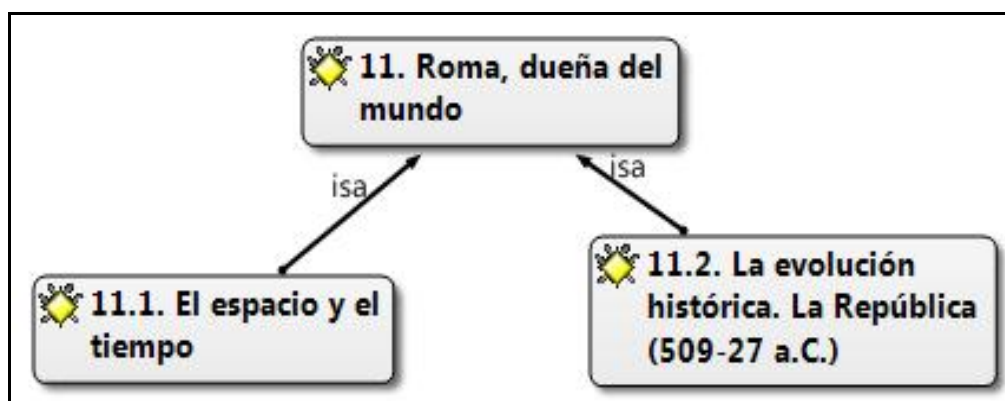 11. Roma, dueña del
mundo
isa
isa
11.1. El espacio y el
tiempo
11.2. La evolución
histórica. La República
(509-27 a.C.)